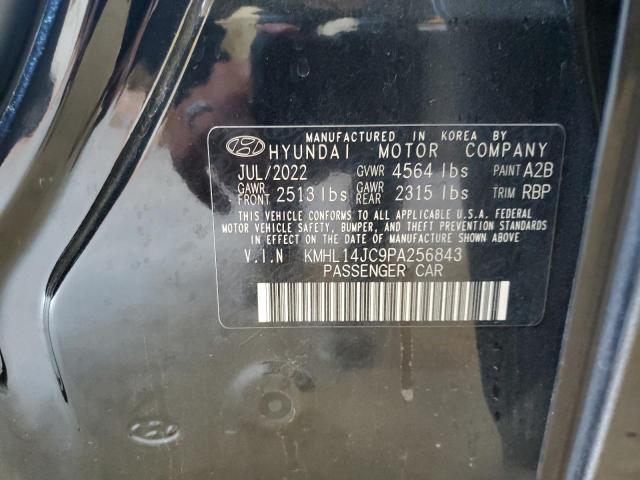 MANUFACTURED IN KOREA BY
HYUNDAI MOTOR COMPANY
JUL/2022 GVWR 4564 lbs PAINT A2B
GAWR FRONT 2513 lbs GAWR REAR 2315 lbs TRIM RBP
THIS VEHICLE CONFORMS TO ALL APPLICABLE U.S.A. FEDERAL
MOTOR VEHICLE SAFETY, BUMPER, AND THEFT PREVENTION STANDARDS
IN EFFECT ON THE DATE OF MANUFACTURE SHOWN ABOVE.
V.I.N KMHL14JC9PA256843
PASSENGER CAR